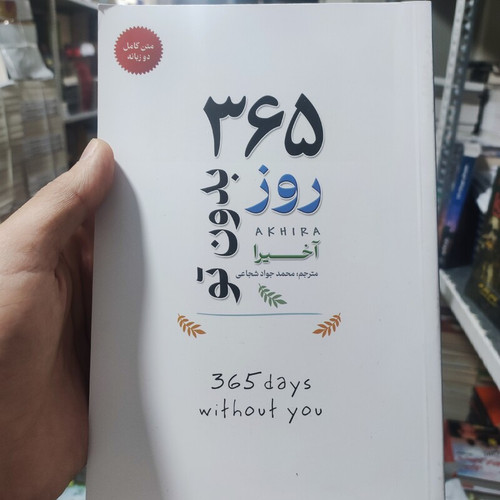 متن کامل
دو زبانه
۳۶۵
روز
بدون تو
AKHIRA
آخیرا
مترجم: محمد جواد شجاعی
365 days
without you